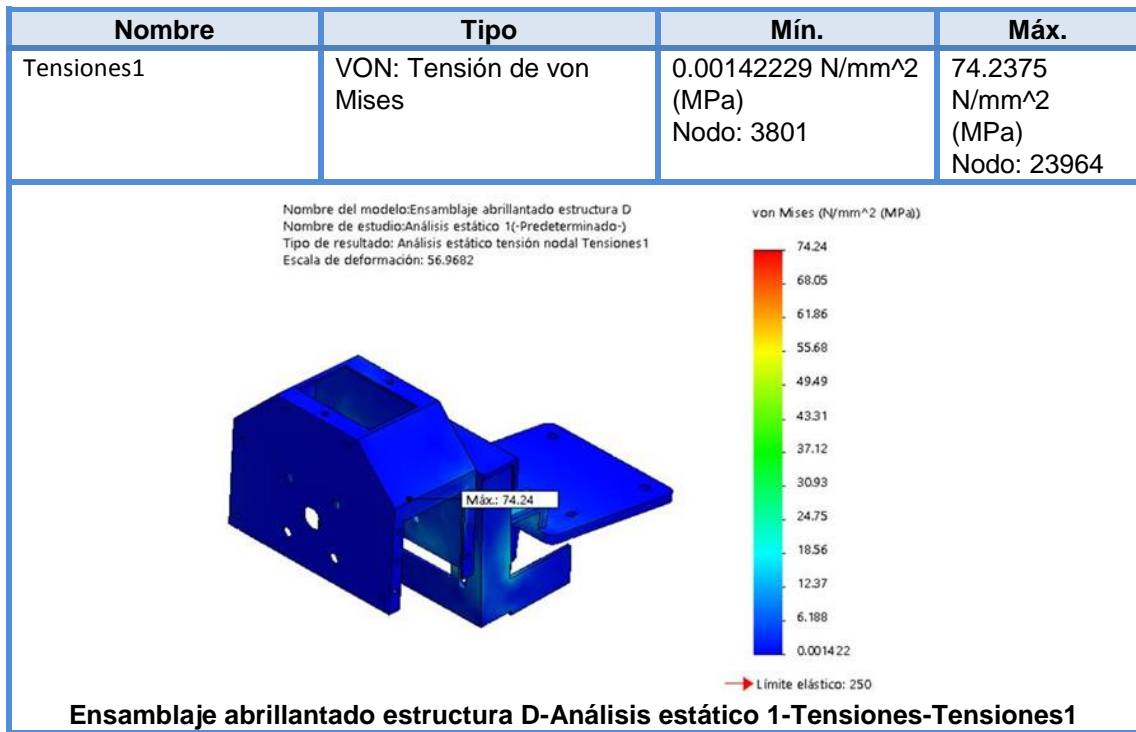 Nombre Tipo Mín. Máx.
Tensiones1 VON: Tensión de von 0.00142229 N/mm^2 74.2375
Mises (MPa) N/mm^2
Nodo: 3801 (MPa)
Nodo: 23964
Nombre del modelo:Ensamblaje abrillantado estructura D
Nombre de estudio:Análisis estático 1(-Predeterminado-)
Tipo de resultado: Análisis estático tensión nodal Tensiones1
Escala de deformación: 56.9682
von Mises (N/mm^2 (MPa))
74.24
68.05
61.86
55.68
49.49
43.31
37.12
30.93
24.75
18.56
12.37
6.188
0.001422
Límite elástico: 250
Máx.: 74.24
Ensamblaje abrillantado estructura D-Análisis estático 1-Tensiones-Tensiones1